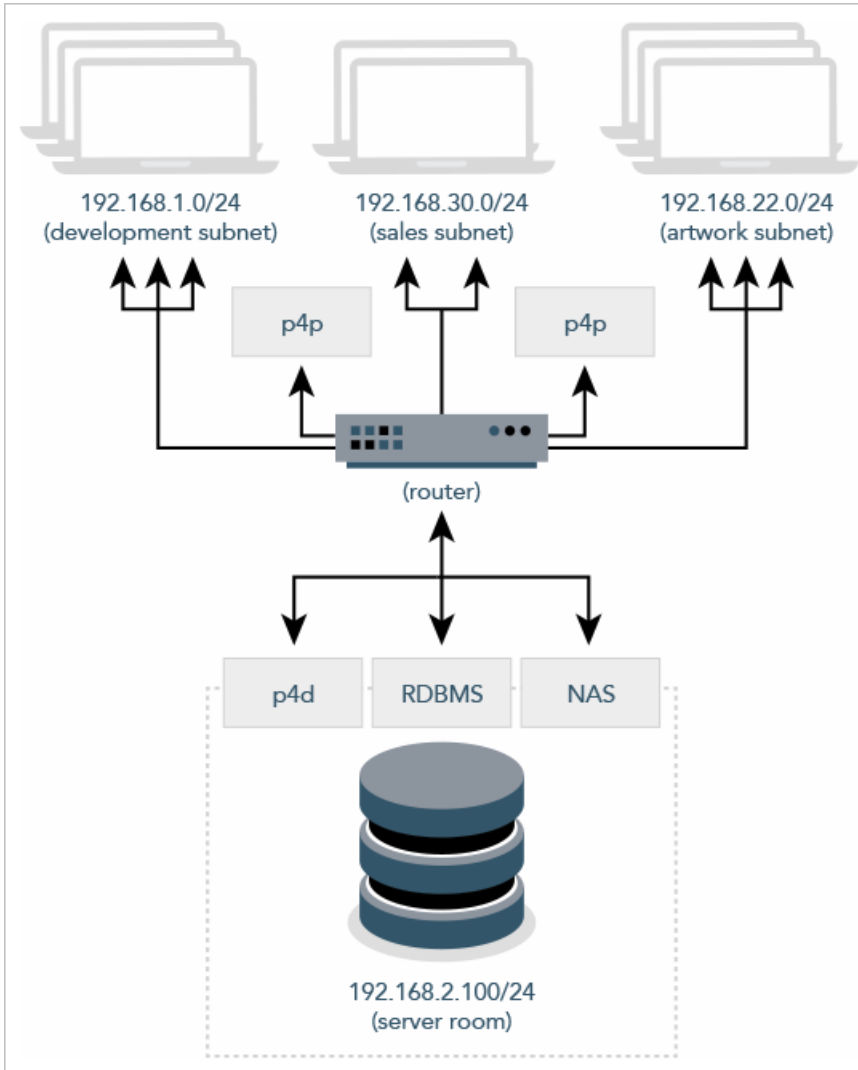 192.168.1.0/24
(development subnet)
192.168.30.0/24
(sales subnet)
192.168.22.0/24
(artwork subnet)
p4p
p4p
(router)
p4d
RDBMS
NAS
192.168.2.100/24
(server room)